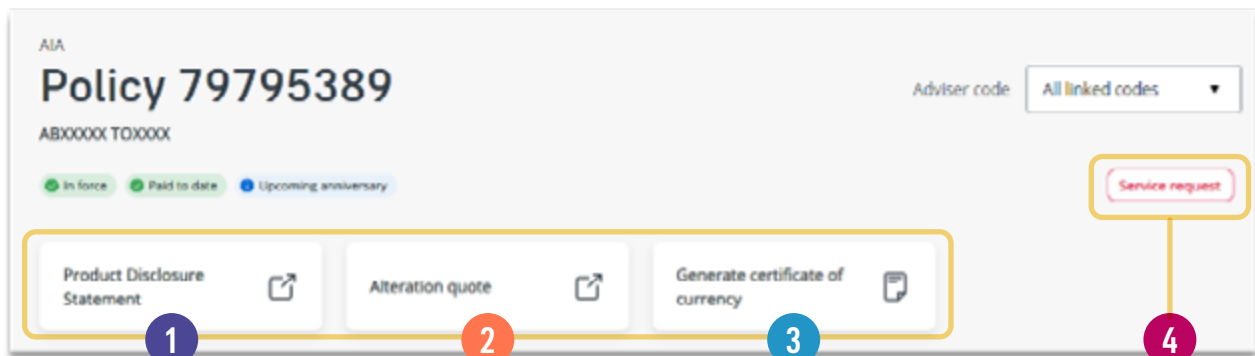 AIA
Policy 79795389
Adviser code
All linked codes
ABXXXXX TOXXXX
In force
Paid to date
Upcoming anniversary
Service request
Product Disclosure
Statement
Alteration quote
Generate certificate of
currency
1
2
3
4